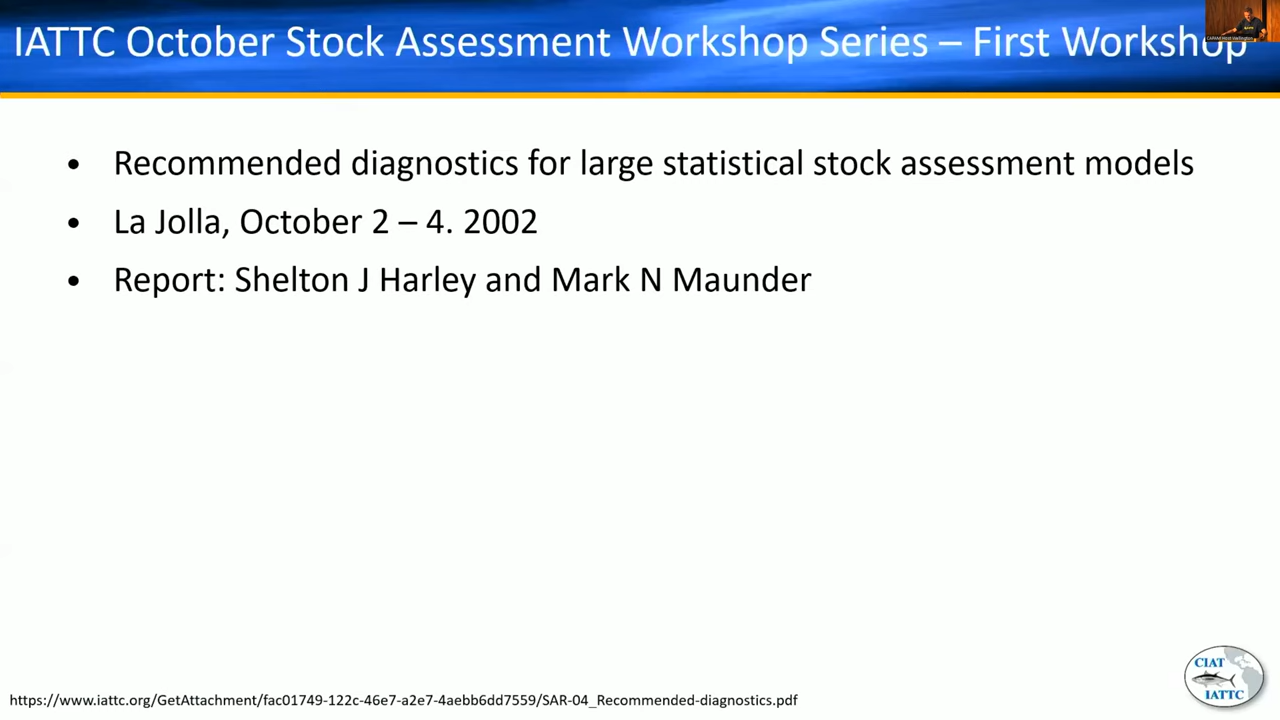 IATTC October Stock Assessment Workshop Series – First Workshop
• Recommended diagnostics for large statistical stock assessment models
• La Jolla, October 2 – 4. 2002
• Report: Shelton J Harley and Mark N Maunder
CIAT
IATTC
https://www.iattc.org/GetAttachment/fac01749-122c-46e7-a2e7-4aebb6dd7559/SAR-04_Recommended-diagnostics.pdf